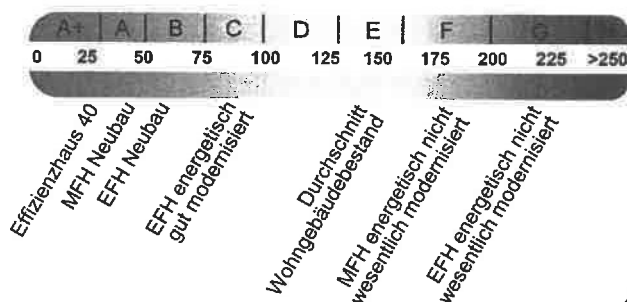 A+ A B C D E F G
0 25 50 75 100 125 150 175 200 225 >250
Effizienzhaus 40
MFH Neubau
EFH Neubau
EFH energetisch
gut modernisiert
Durchschnitt
Wohngebäudebestand
MFH energetisch nicht
wesentlich modernisiert
EFH energetisch nicht
wesentlich modernisiert